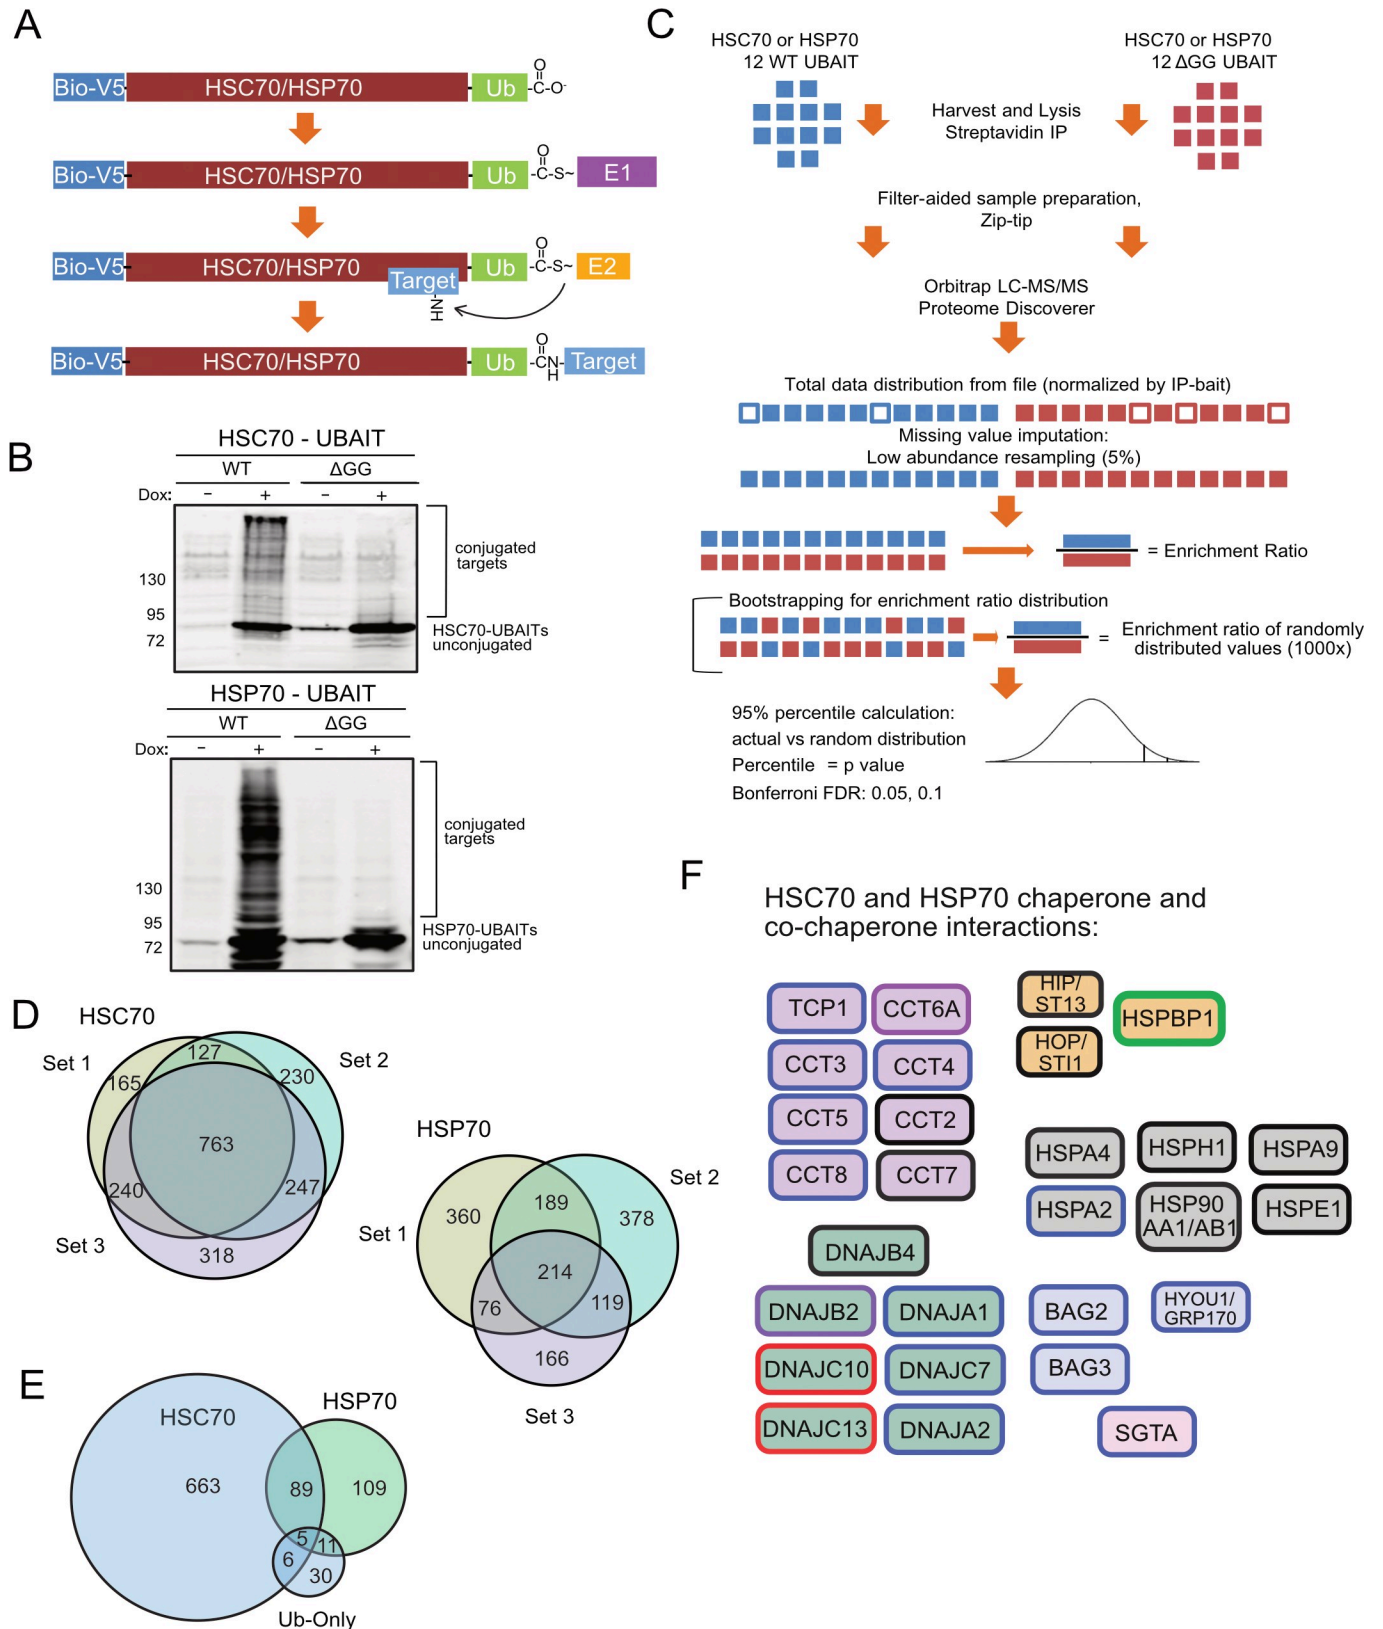 A
Bio-V5
HSC70/HSP70
Ub
O
-C-O-
Bio-V5
HSC70/HSP70
Ub
O
-C-S~
E1
Bio-V5
HSC70/HSP70
Ub
O
-C-S~
E2
Target
NH
Bio-V5
HSC70/HSP70
Ub
O
-CN-
H
Target
B
HSC70 - UBAIT
WT ΔGG
Dox: − + − +
130
95
72
conjugated
targets
HSC70-UBAITs
unconjugated
HSP70 - UBAIT
WT ΔGG
Dox: − + − +
130
95
72
conjugated
targets
HSP70-UBAITs
unconjugated
C
HSC70 or HSP70
12 WT UBAIT
HSC70 or HSP70
12 ΔGG UBAIT
Harvest and Lysis
Streptavidin IP
Filter-aided sample preparation,
Zip-tip
Orbitrap LC-MS/MS
Proteome Discoverer
Total data distribution from file (normalized by IP-bait)
Missing value imputation:
Low abundance resampling (5%)
= Enrichment Ratio
Bootstrapping for enrichment ratio distribution
= Enrichment ratio of randomly
distributed values (1000x)
95% percentile calculation:
actual vs random distribution
Percentile = p value
Bonferroni FDR: 0.05, 0.1
D
HSC70
Set 1
Set 2
Set 3
127
165
230
763
240
247
318
HSP70
Set 1
Set 2
Set 3
360
189
378
214
76
119
166
E
HSC70
HSP70
663
89
109
5
11
6
30
Ub-Only
F
HSC70 and HSP70 chaperone and
co-chaperone interactions:
TCP1
CCT6A
CCT3
CCT4
CCT5
CCT2
CCT8
CCT7
HIP/
ST13
HSPBP1
HOP/
STI1
HSPA4
HSPH1
HSPA9
HSPA2
HSP90
AA1/AB1
HSPE1
DNAJB4
DNAJB2
DNAJA1
DNAJC10
DNAJC7
DNAJC13
DNAJA2
BAG2
HYOU1/
GRP170
BAG3
SGTA